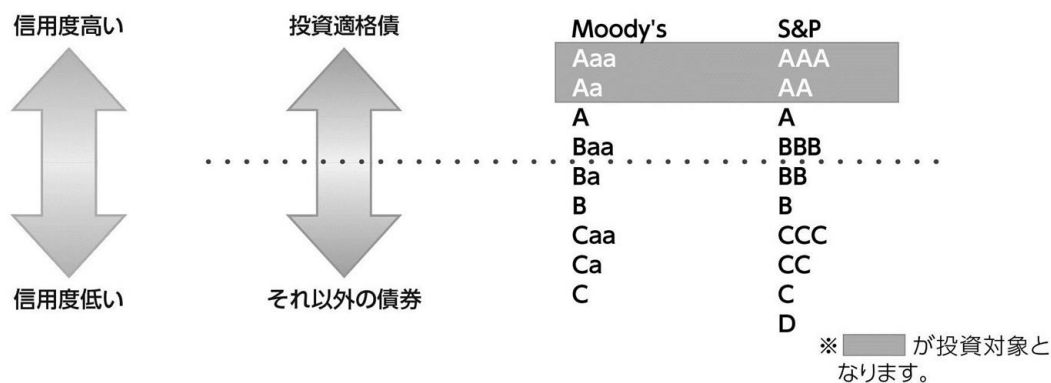 信用度高い 投資適格債 Moody's S&P
Aaa AAA
Aa AA
A A
Baa BBB
Ba BB
B B
Caa CCC
Ca CC
C C
信用度低い それ以外の債券
D
※ が投資対象と
なります。